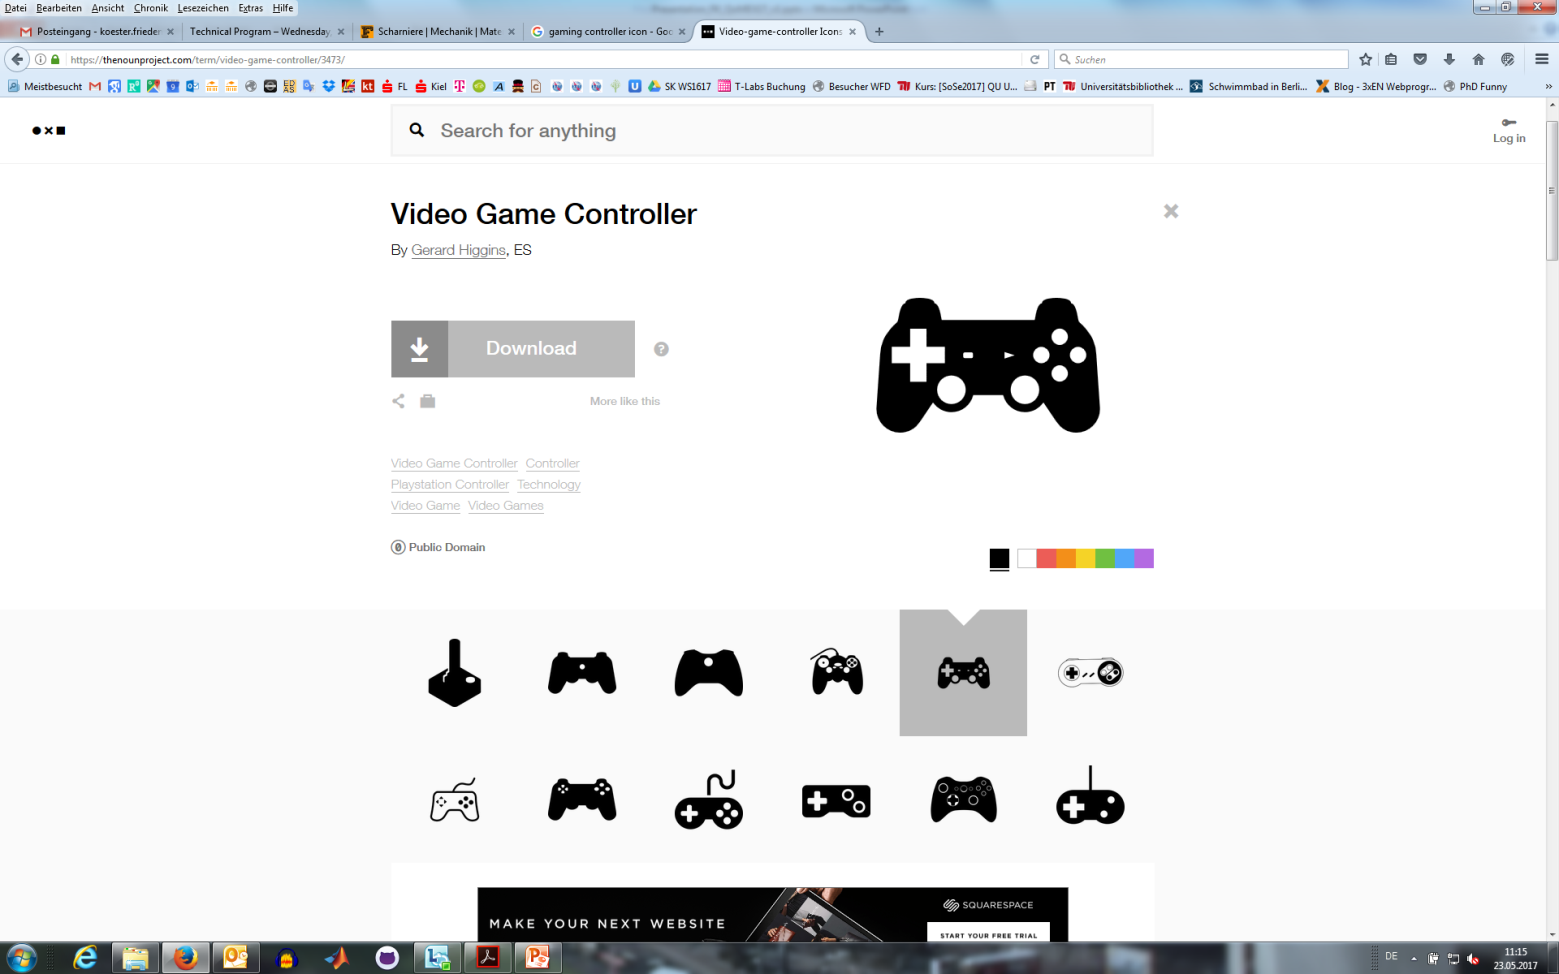 Datei Bearbeiten Ansicht Chronik Lesezeichen Extras Hilfe
Posteingang - koester.frieder
Technical Program – Wednesday,
Scharniere | Mechanik | Mate
gaming controller icon - Goo
Video-game-controller Icons
https://thenounproject.com/term/video-game-controller/3473/
Suchen
Meistbesucht
FL
Kiel
SK WS1617
T-Labs Buchung
Besucher WFD
Kurs: [SoSe2017] QU U...
PT
Universitätsbibliothek ...
Schwimmbad in Berli...
Blog - 3xEN Webprogr...
PhD Funny
Search for anything
Log in
Video Game Controller
By Gerard Higgins, ES
Download
?
More like this
Video Game Controller Controller
Playstation Controller Technology
Video Game Video Games
0 Public Domain
MAKE YOUR NEXT WEBSITE
SQUARESPACE
START YOUR FREE TRIAL
DE
11:15
23.05.2017